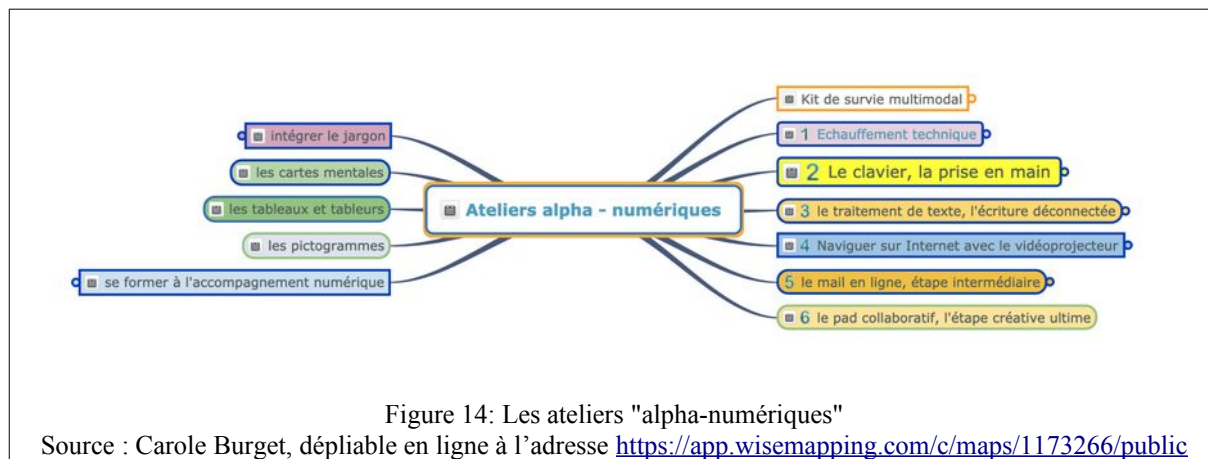 intégrer le jargon
les cartes mentales
les tableaux et tableurs
les pictogrammes
se former à l'accompagnement numérique
Ateliers alpha - numériques
Kit de survie multimodal
1 Echauffement technique
2 Le clavier, la prise en main
3 le traitement de texte, l'écriture déconnectée
4 Naviguer sur Internet avec le vidéoprojecteur
5 le mail en ligne, étape intermédiaire
6 le pad collaboratif, l'étape créative ultime
Figure 14: Les ateliers "alpha-numériques"
Source : Carole Burget, dépliable en ligne à l’adresse https://app.wisemapping.com/c/maps/1173266/public